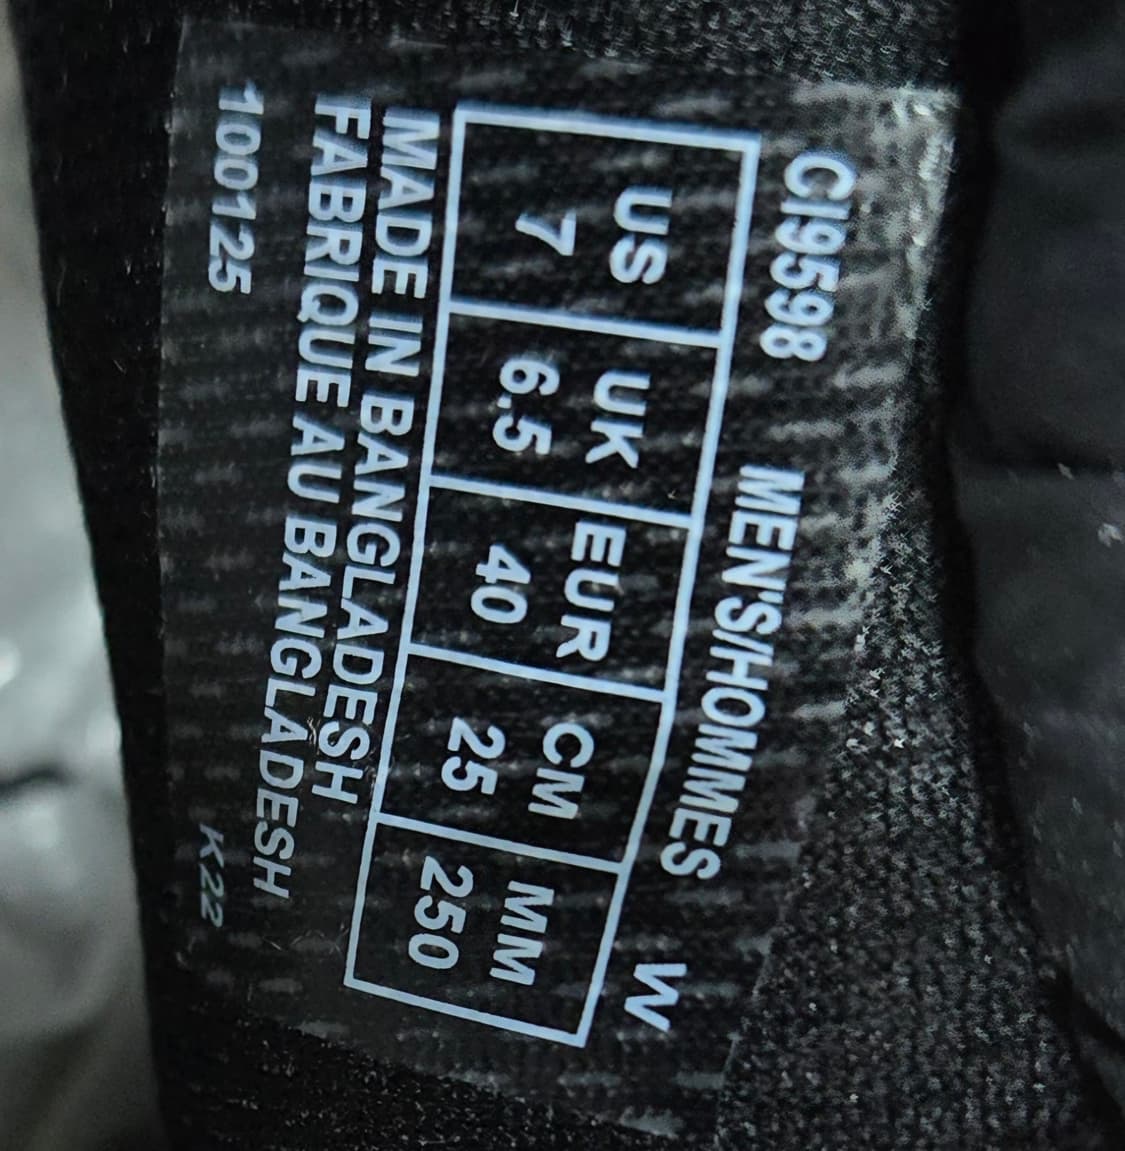 CI9598 MEN'S/HOMMES W
US UK EUR CM MM
7 6.5 40 25 250
MADE IN BANGLADESH
FABRIQUE AU BANGLADESH
100125 K22